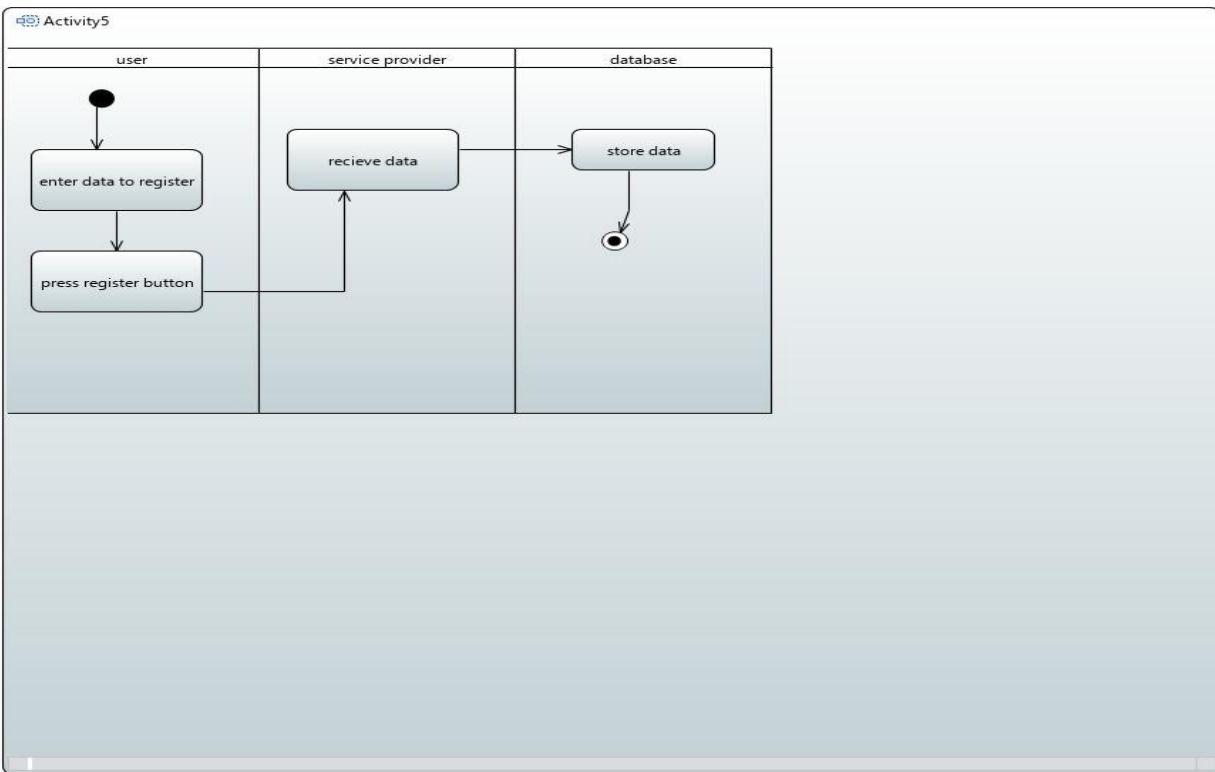 Activity5
user
service provider
database
enter data to register
recieve data
store data
press register button